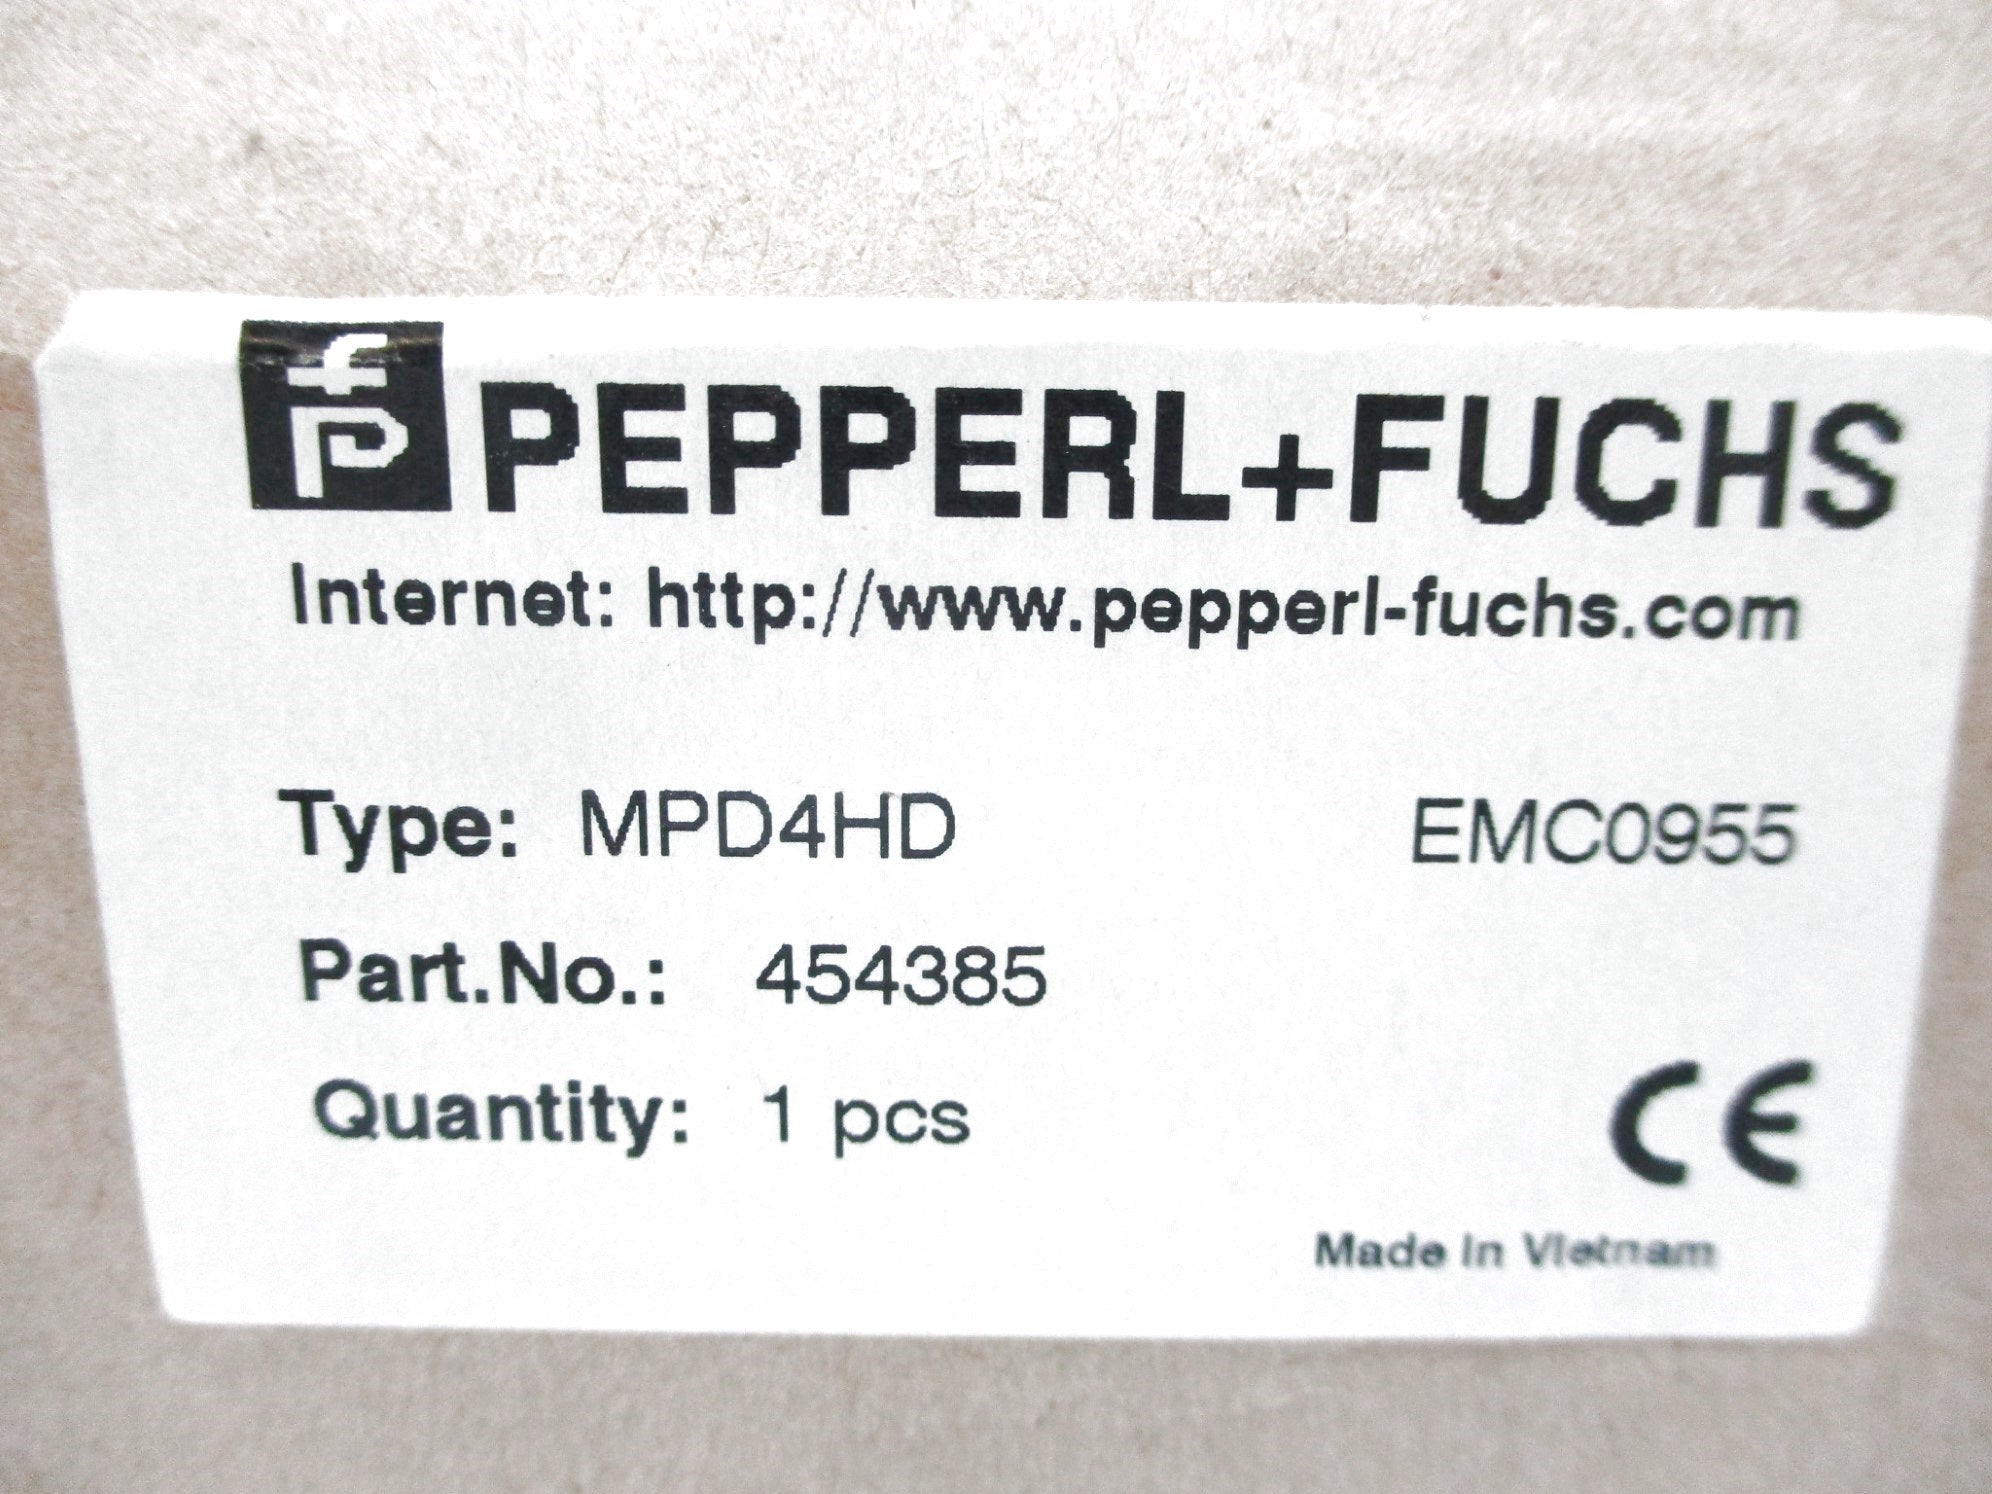 fp PEPPERL+FUCHS
Internet: http://www.pepperl-fuchs.com
Type: MPD4HD EMC0955
Part.No.: 454385
Quantity: 1 pcs
CE
Made in Vietnam